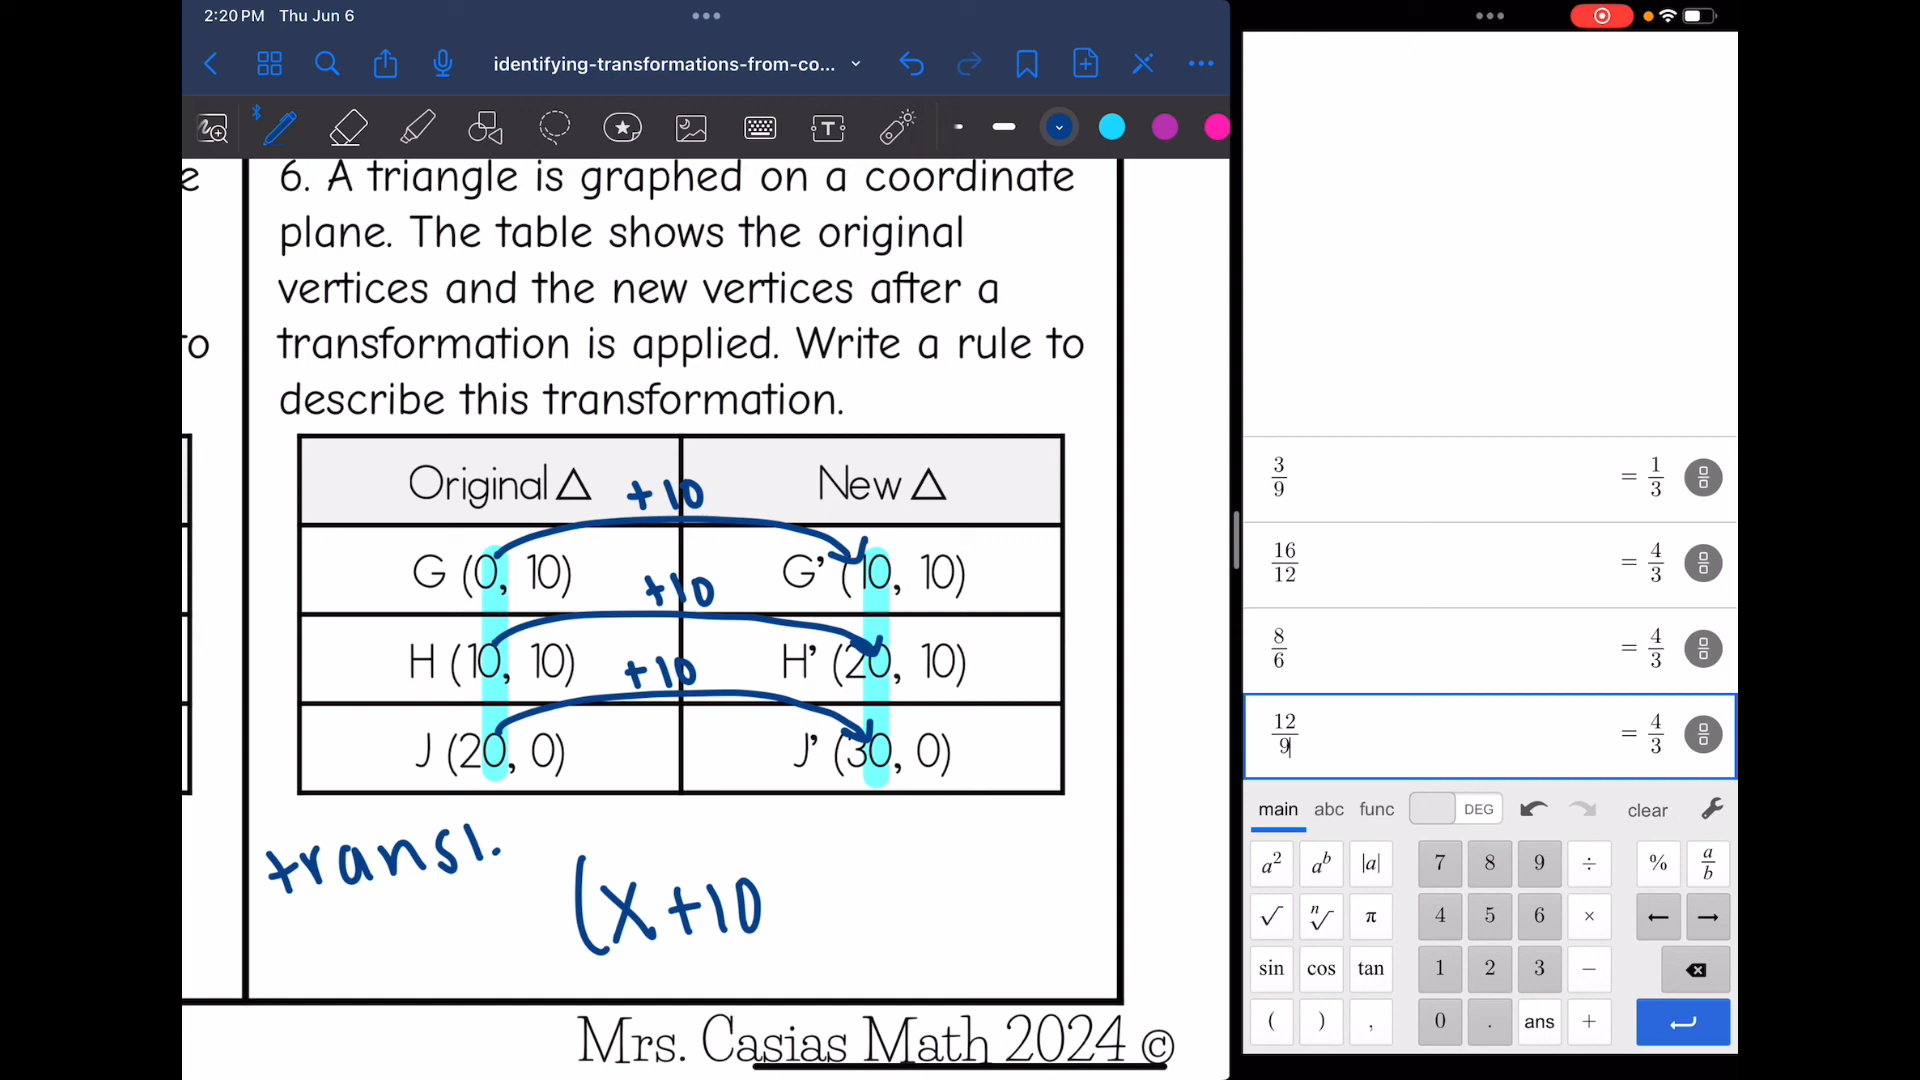 2:20 PM Thu Jun 6
identifying-transformations-from-co...
T
e
to
6. A triangle is graphed on a coordinate
plane. The table shows the original
vertices and the new vertices after a
transformation is applied. Write a rule to
describe this transformation.
Original △ New △
+10
G (0, 10) G’ (10, 10)
+10
H (10, 10) H’ (20, 10)
+10
J (20, 0) J’ (30, 0)
transl. (x+10
Mrs. Casias Math 2024 ©
3/9 = 1/3
16/12 = 4/3
8/6 = 4/3
12/9 = 4/3
main abc func DEG clear
a² aᵇ |a| 7 8 9 ÷ % a/b
√ ⁿ√ π 4 5 6 × ← →
sin cos tan 1 2 3 −
( ) , 0 . ans +